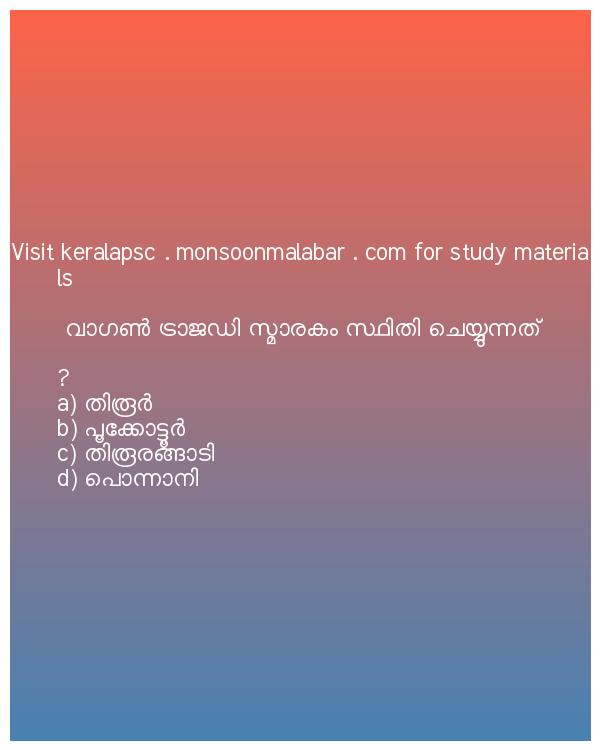 Visit keralapsc . monsoonmalabar . com for study materia
ls
വാഗൺ ട്രാജഡി സ്മാരകം സ്ഥിതി ചെയ്യുന്നത്
?
a) തിരൂർ
b) പൂക്കോട്ടൂർ
c) തിരൂരങ്ങാടി
d) പൊന്നാനി